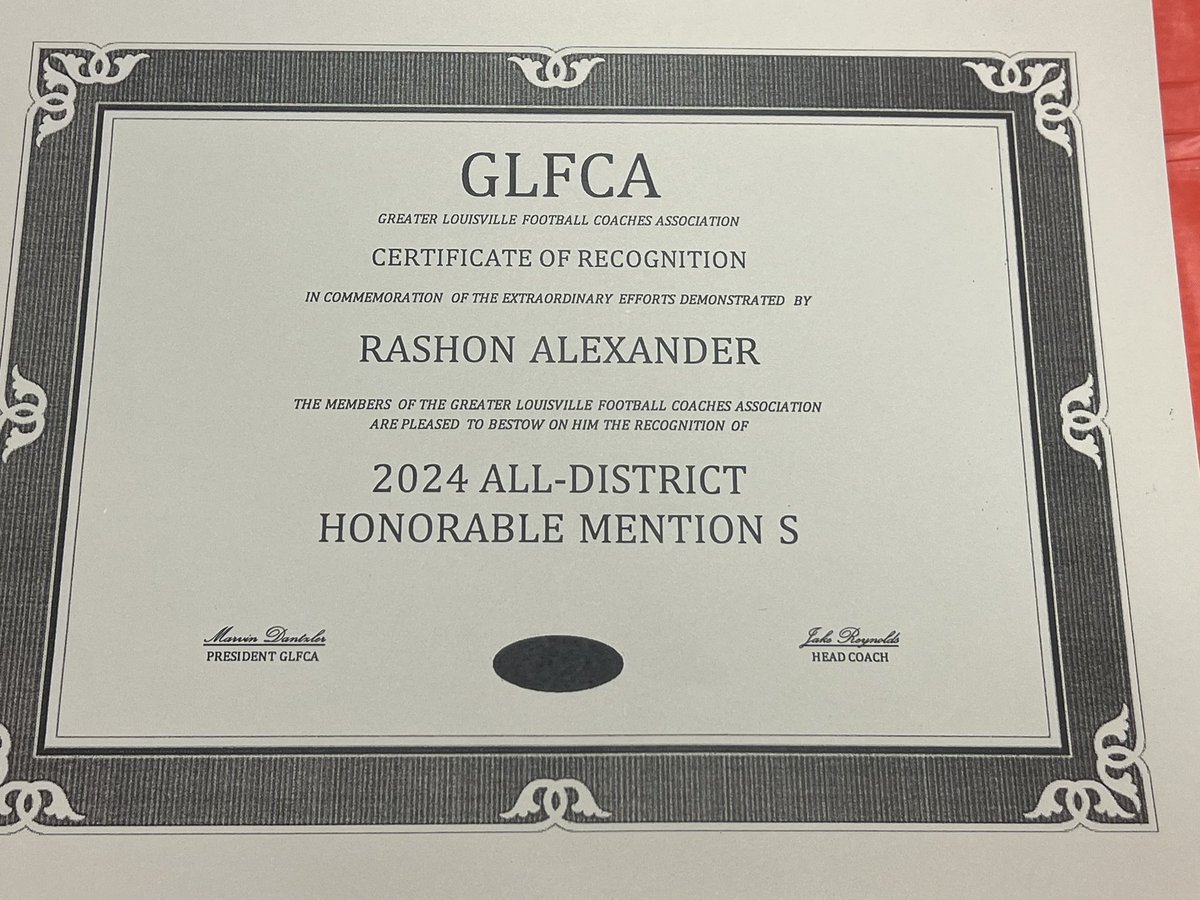 GLFCA
GREATER LOUISVILLE FOOTBALL COACHES ASSOCIATION
CERTIFICATE OF RECOGNITION
IN COMMEMORATION OF THE EXTRAORDINARY EFFORTS DEMONSTRATED BY
RASHON ALEXANDER
THE MEMBERS OF THE GREATER LOUISVILLE FOOTBALL COACHES ASSOCIATION
ARE PLEASED TO BESTOW ON HIM THE RECOGNITION OF
2024 ALL-DISTRICT
HONORABLE MENTION S
Marvin Dantzler
PRESIDENT GLFCA
Jake Reynolds
HEAD COACH